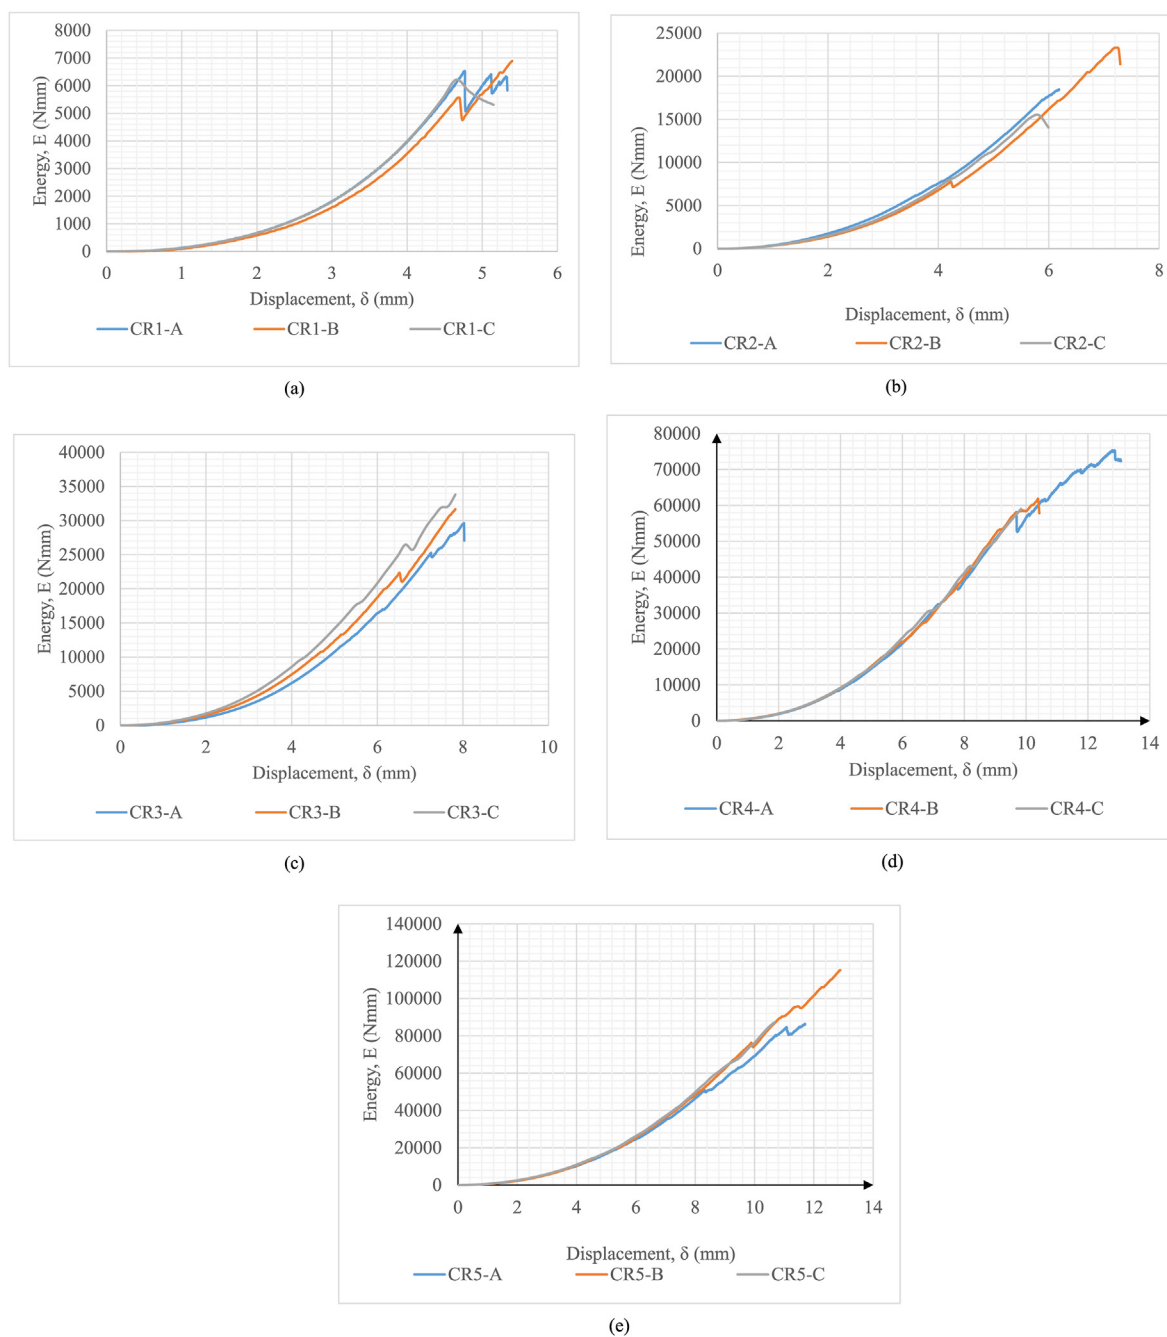 8000
7000
6000
5000
4000
3000
2000
1000
0
Energy, E (Nmm)
0 1 2 3 4 5 6
Displacement, δ (mm)
CR1-A CR1-B CR1-C
(a)
25000
20000
15000
10000
5000
0
Energy, E (Nmm)
0 2 4 6 8
Displacement, δ (mm)
CR2-A CR2-B CR2-C
(b)
40000
35000
30000
25000
20000
15000
10000
5000
0
Energy, E (Nmm)
0 2 4 6 8 10
Displacement, δ (mm)
CR3-A CR3-B CR3-C
(c)
80000
70000
60000
50000
40000
30000
20000
10000
0
Energy, E (Nmm)
0 2 4 6 8 10 12 14
Displacement, δ (mm)
CR4-A CR4-B CR4-C
(d)
140000
120000
100000
80000
60000
40000
20000
0
Energy, E (Nmm)
0 2 4 6 8 10 12 14
Displacement, δ (mm)
CR5-A CR5-B CR5-C
(e)